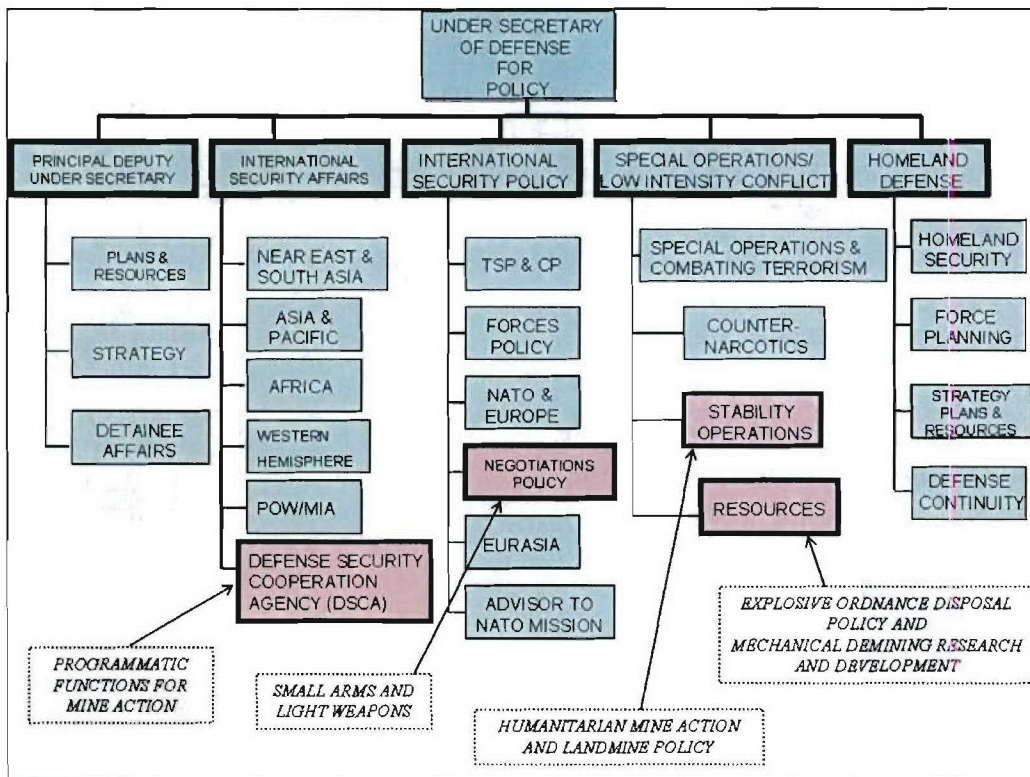 UNDER SECRETARY
OF DEFENSE
FOR
POLICY
PRINCIPAL DEPUTY
UNDER SECRETARY
INTERNATIONAL
SECURITY AFFAIRS
INTERNATIONAL
SECURITY POLICY
SPECIAL OPERATIONS/
LOW INTENSITY CONFLICT
HOMELAND
DEFENSE
PLANS &
RESOURCES
STRATEGY
DETAINEE
AFFAIRS
NEAR EAST &
SOUTH ASIA
ASIA &
PACIFIC
AFRICA
WESTERN
HEMISPHERE
POW/MIA
DEFENSE SECURITY
COOPERATION
AGENCY (DSCA)
TSP & CP
FORCES
POLICY
NATO &
EUROPE
NEGOTIATIONS
POLICY
EURASIA
ADVISOR TO
NATO MISSION
SPECIAL OPERATIONS &
COMBATING TERRORISM
COUNTER-
NARCOTICS
STABILITY
OPERATIONS
RESOURCES
HOMELAND
SECURITY
FORCE
PLANNING
STRATEGY
PLANS &
RESOURCES
DEFENSE
CONTINUITY
PROGRAMMATIC
FUNCTIONS FOR
MINE ACTION
SMALL ARMS AND
LIGHT WEAPONS
HUMANITARIAN MINE ACTION
AND LANDMINE POLICY
EXPLOSIVE ORDNANCE DISPOSAL
POLICY AND
MECHANICAL DEMINING RESEARCH
AND DEVELOPMENT